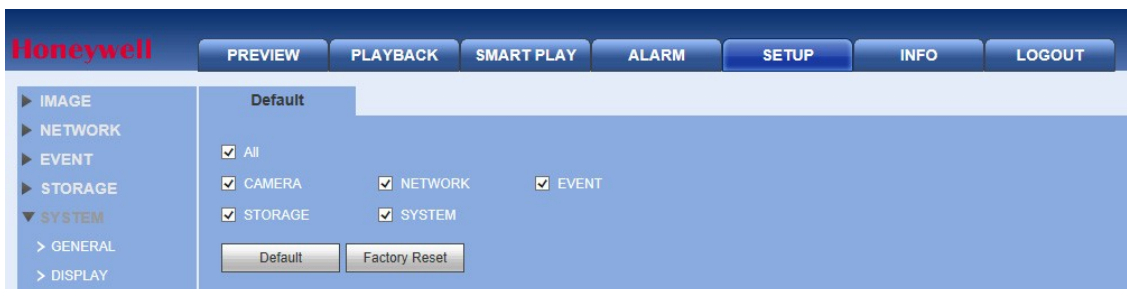 Honeywell
PREVIEW PLAYBACK SMART PLAY ALARM SETUP INFO LOGOUT
IMAGE
NETWORK
EVENT
STORAGE
SYSTEM
GENERAL
DISPLAY
Default
All
CAMERA NETWORK EVENT
STORAGE SYSTEM
Default Factory Reset